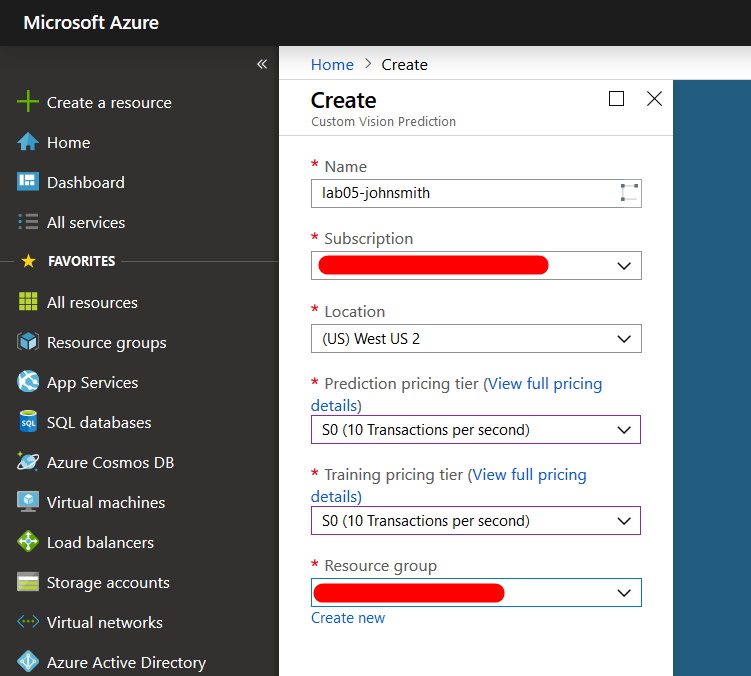 Microsoft Azure
«
Create a resource
Home
Dashboard
All services
FAVORITES
All resources
Resource groups
App Services
SQL databases
SQL
Azure Cosmos DB
Virtual machines
Load balancers
Storage accounts
Virtual networks
Azure Active Directory
Home > Create
Create
Custom Vision Prediction
* Name
lab05-johnsmith
* Subscription
* Location
(US) West US 2
* Prediction pricing tier (View full pricing
details)
S0 (10 Transactions per second)
* Training pricing tier (View full pricing
details)
S0 (10 Transactions per second)
* Resource group
Create new